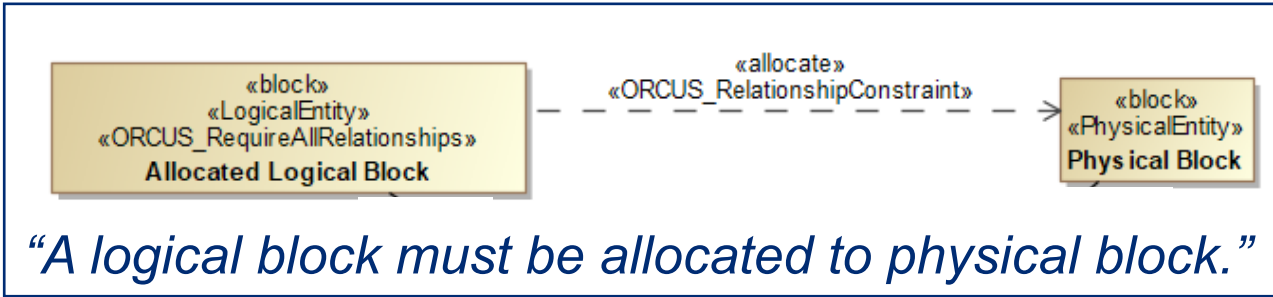 «block»
«LogicalEntity»
«ORCUS_RequireAllRelationships»
Allocated Logical Block
«allocate»
«ORCUS_RelationshipConstraint»
«block»
«PhysicalEntity»
Physical Block
“A logical block must be allocated to physical block.”